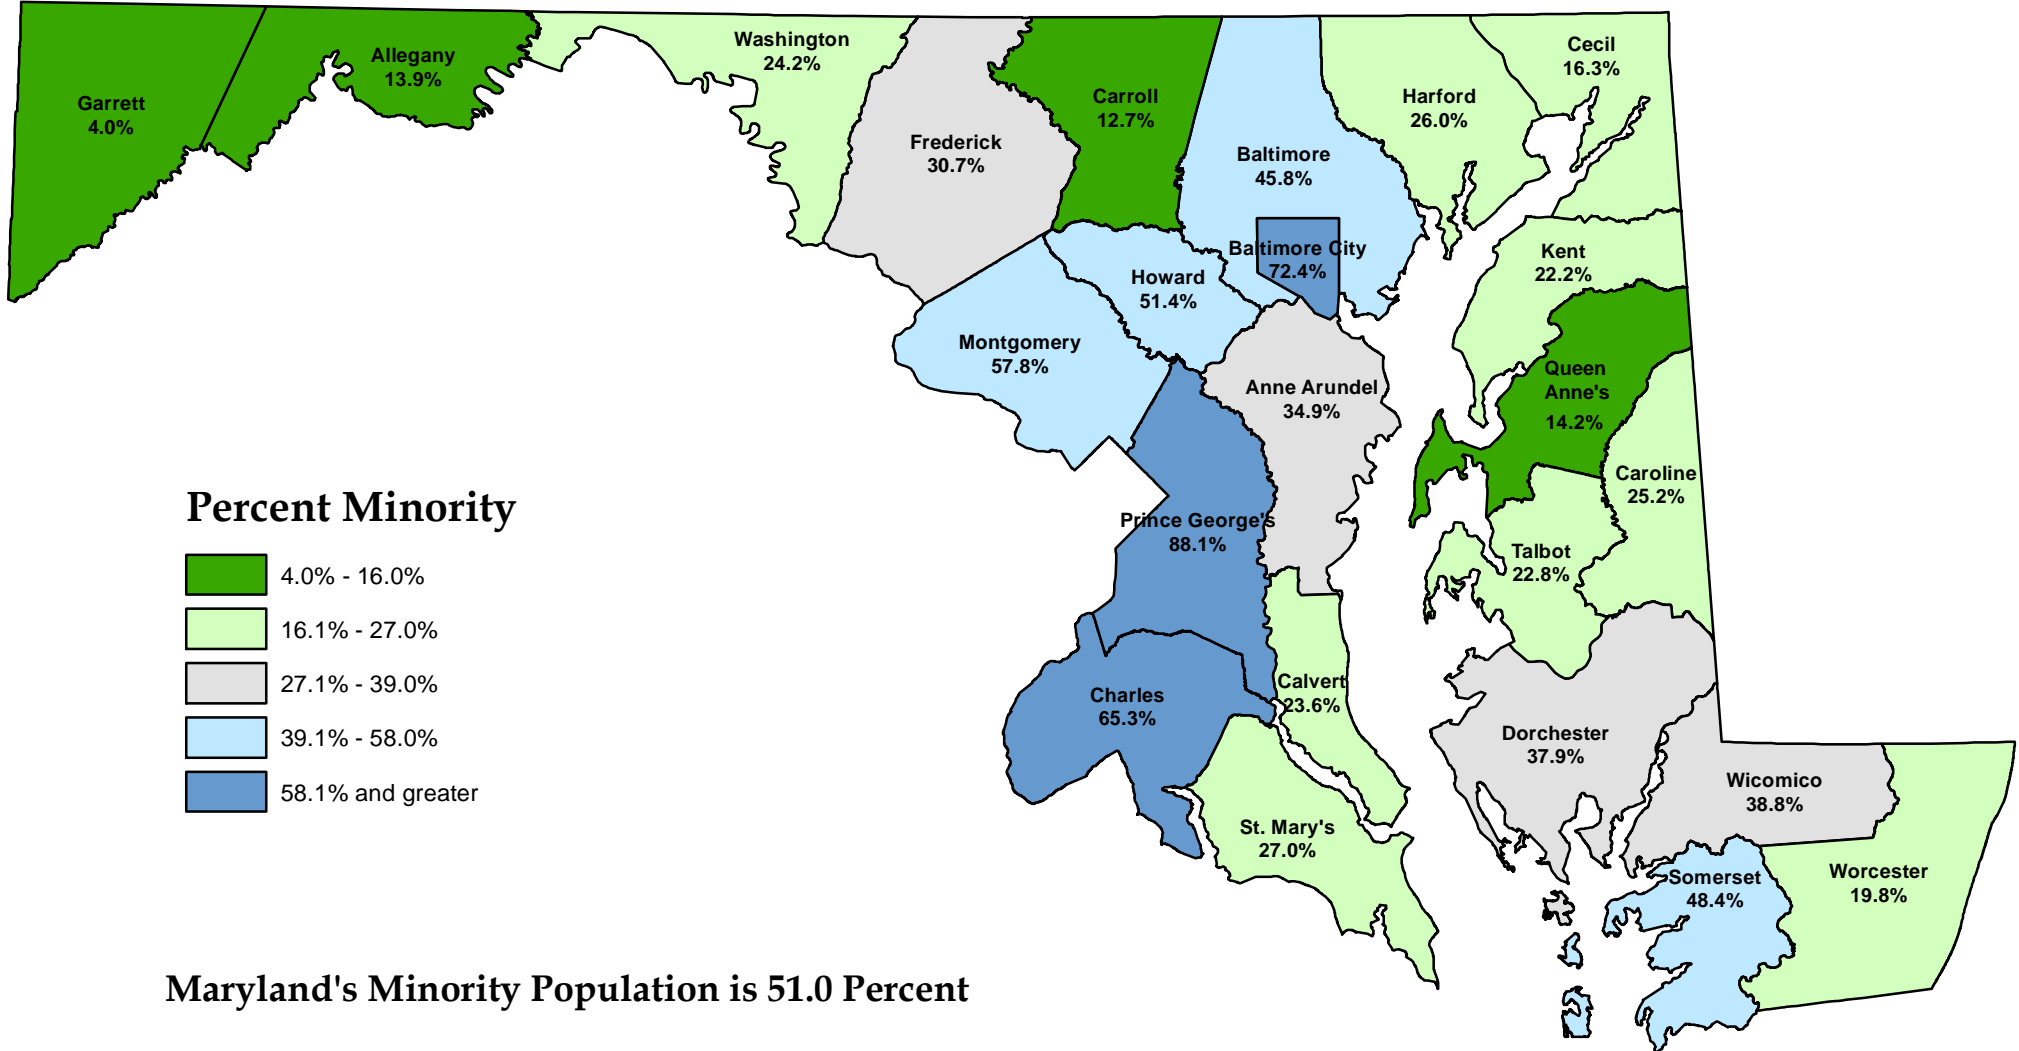 Garrett
4.0%
Allegany
13.9%
Washington
24.2%
Frederick
30.7%
Carroll
12.7%
Baltimore
45.8%
Baltimore City
72.4%
Harford
26.0%
Cecil
16.3%
Kent
22.2%
Howard
51.4%
Montgomery
57.8%
Anne Arundel
34.9%
Queen
Anne's
14.2%
Caroline
25.2%
Prince George's
88.1%
Talbot
22.8%
Charles
65.3%
Calvert
23.6%
Dorchester
37.9%
Wicomico
38.8%
St. Mary's
27.0%
Somerset
48.4%
Worcester
19.8%
Percent Minority
4.0% - 16.0%
16.1% - 27.0%
27.1% - 39.0%
39.1% - 58.0%
58.1% and greater
Maryland's Minority Population is 51.0 Percent